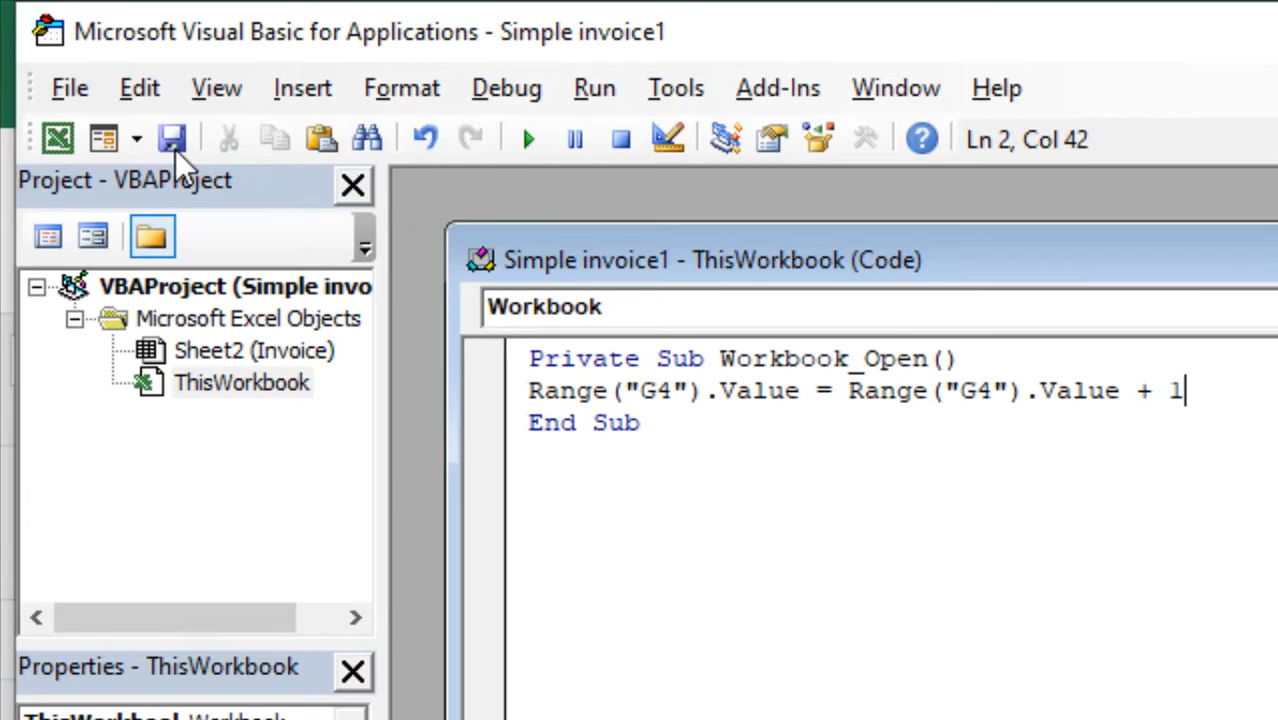 Microsoft Visual Basic for Applications - Simple invoice1
File Edit View Insert Format Debug Run Tools Add-Ins Window Help
Ln 2, Col 42
Project - VBAProject
VBAProject (Simple invo
Microsoft Excel Objects
Sheet2 (Invoice)
ThisWorkbook
Simple invoice1 - ThisWorkbook (Code)
Workbook
Private Sub Workbook_Open()
Range("G4").Value = Range("G4").Value + 1
End Sub
Properties - ThisWorkbook
ThisWorkbook Workbook